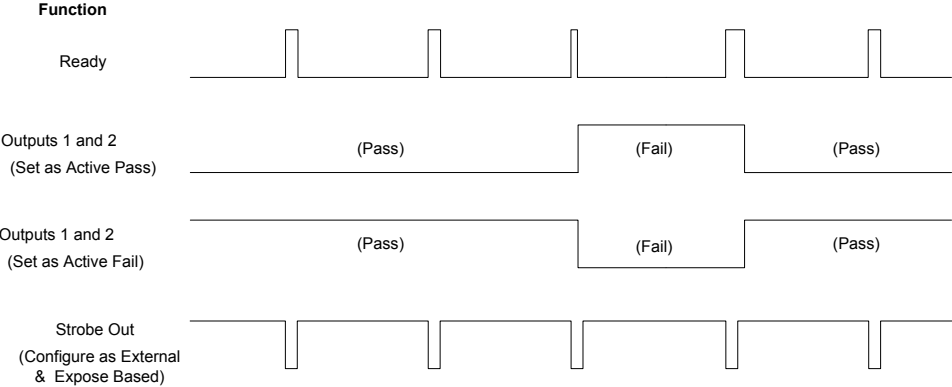 Function
Ready
Outputs 1 and 2
(Set as Active Pass)
(Pass)
(Fail)
(Pass)
Outputs 1 and 2
(Set as Active Fail)
(Pass)
(Fail)
(Pass)
Strobe Out
(Configure as External
& Expose Based)